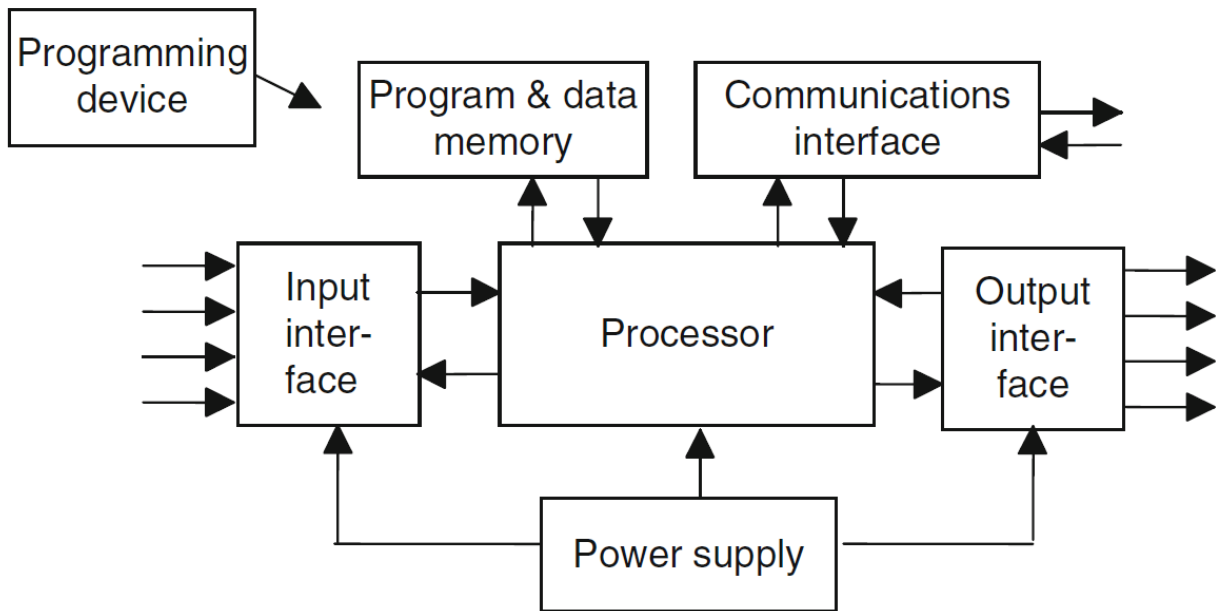 Programming
device
Program & data
memory
Communications
interface
Input
inter-
face
Processor
Output
inter-
face
Power supply